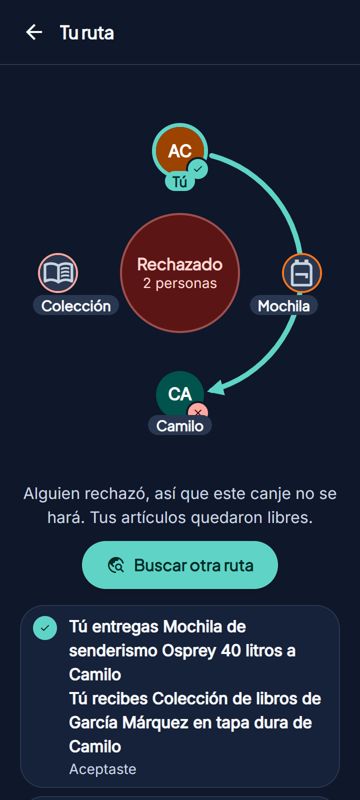 Tu ruta
AC
Tú
Rechazado
2 personas
Colección
Mochila
CA
Camilo
Alguien rechazó, así que este canje no se
hará. Tus artículos quedaron libres.
Buscar otra ruta
Tú entregas Mochila de
senderismo Osprey 40 litros a
Camilo
Tú recibes Colección de libros de
García Márquez en tapa dura de
Camilo
Aceptaste